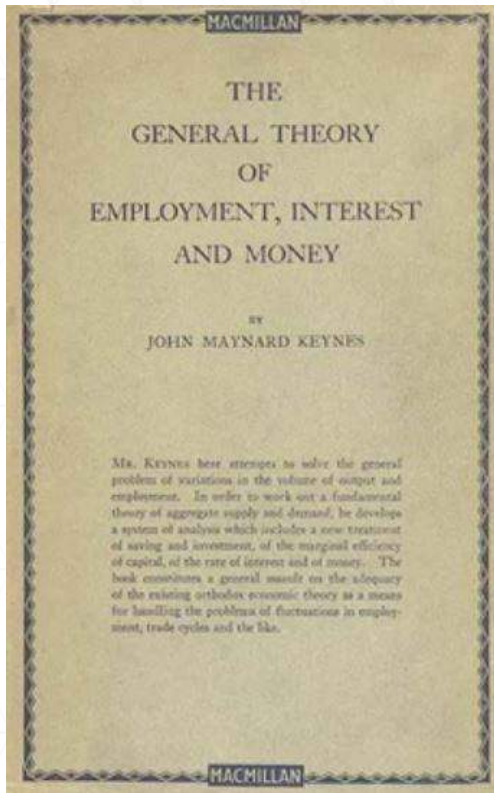 MACMILLAN
THE
GENERAL THEORY
OF
EMPLOYMENT, INTEREST
AND MONEY
BY
JOHN MAYNARD KEYNES
MR. KEYNES here attempts to solve the general
problem of variations in the volume of output and
employment. In order to work out a fundamental
theory of aggregate supply and demand, he develops
a system of analysis which includes a new treatment
of saving and investment, of the marginal efficiency
of capital, of the rate of interest and of money. The
book constitutes a general assault on the adequacy
of the existing orthodox economic theory as a means
for handling the problems of fluctuations in employ-
ment, trade cycles and the like.
MACMILLAN